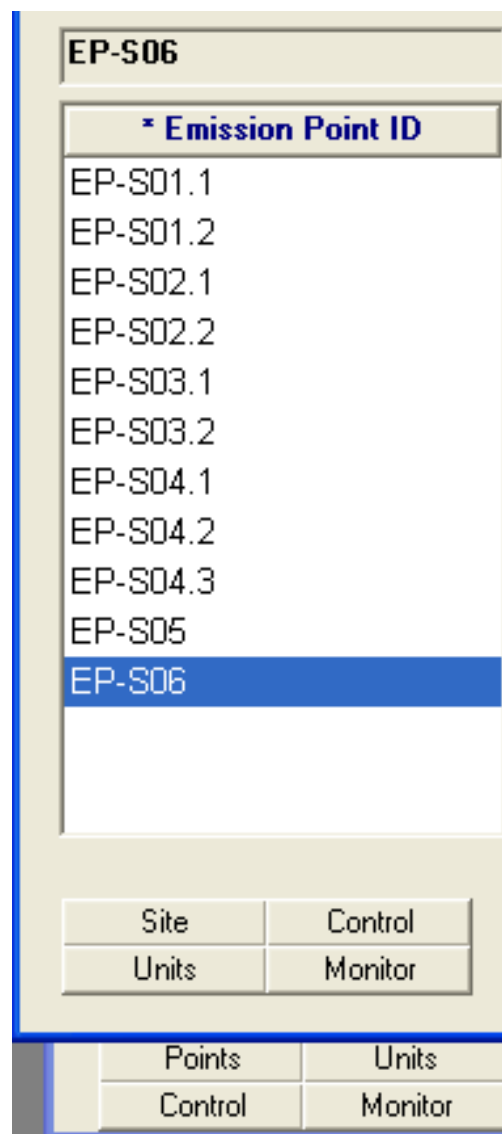 EP-S06
* Emission Point ID
EP-S01.1
EP-S01.2
EP-S02.1
EP-S02.2
EP-S03.1
EP-S03.2
EP-S04.1
EP-S04.2
EP-S04.3
EP-S05
EP-S06
Site Control
Units Monitor
Points Units
Control Monitor